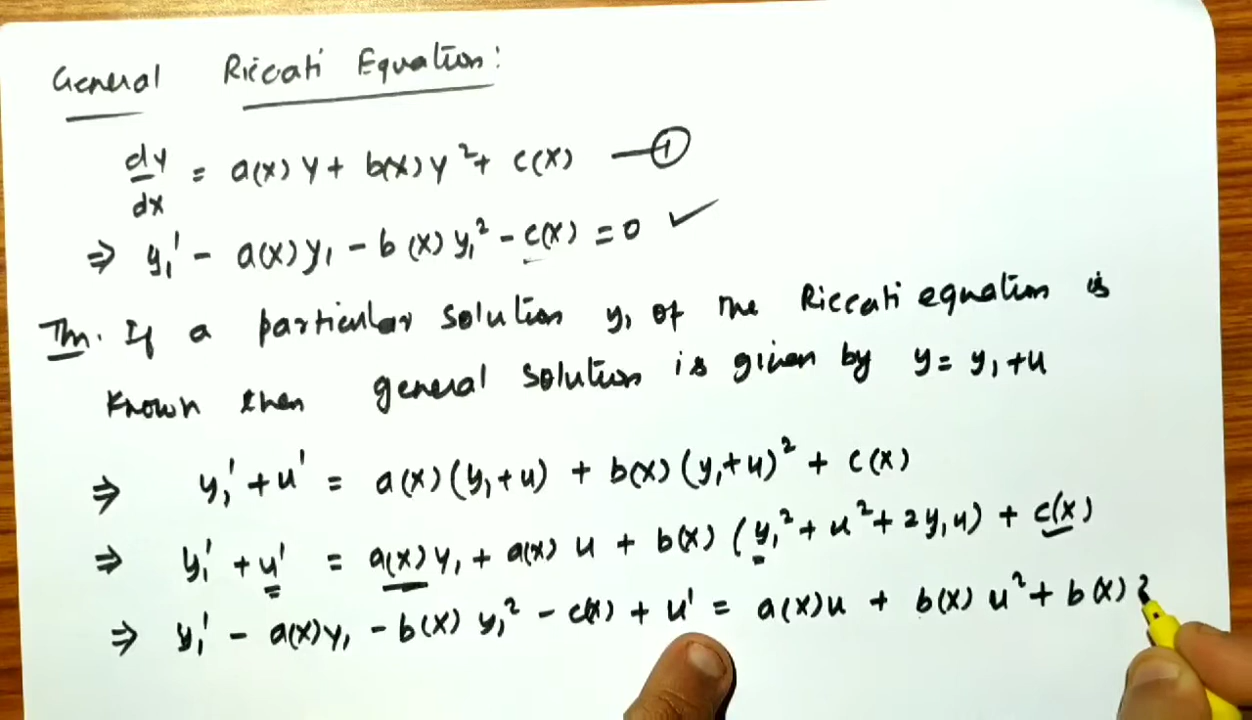 General Riccati Equation:
dy/dx = a(x) y + b(x) y² + c(x) — ①
⇒ y₁' - a(x) y₁ - b(x) y₁² - c(x) = 0 ✓
Thm. If a particular solution y₁ of the Riccati equation is
known then general solution is given by y = y₁ + u
⇒ y₁' + u' = a(x)(y₁+u) + b(x)(y₁+u)² + c(x)
⇒ y₁' + u' = a(x) y₁ + a(x) u + b(x) (y₁² + u² + 2y₁u) + c(x)
⇒ y₁' - a(x)y₁ - b(x) y₁² - c(x) + u' = a(x)u + b(x) u² + b(x) 2